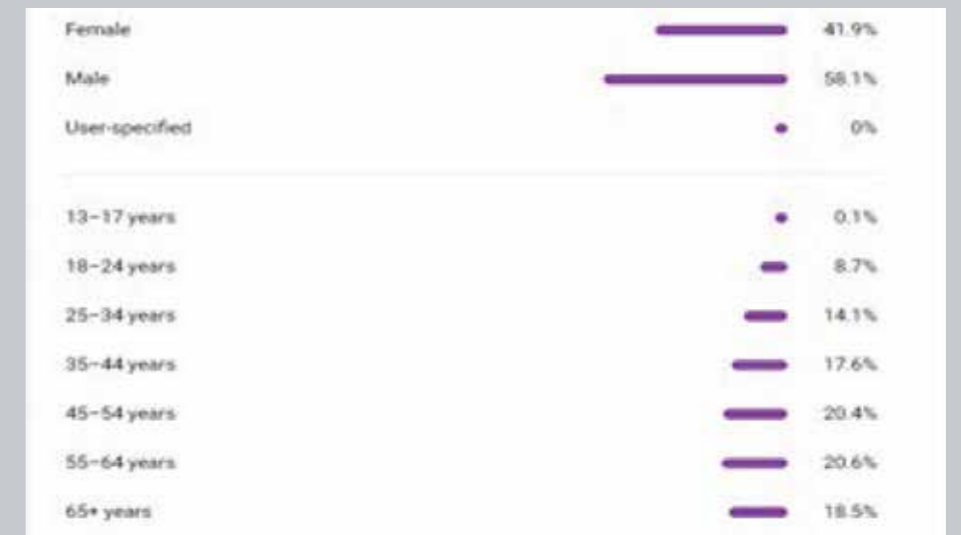 Female 41.9%
Male 58.1%
User-specified 0%
13–17 years 0.1%
18–24 years 8.7%
25–34 years 14.1%
35–44 years 17.6%
45–54 years 20.4%
55–64 years 20.6%
65+ years 18.5%